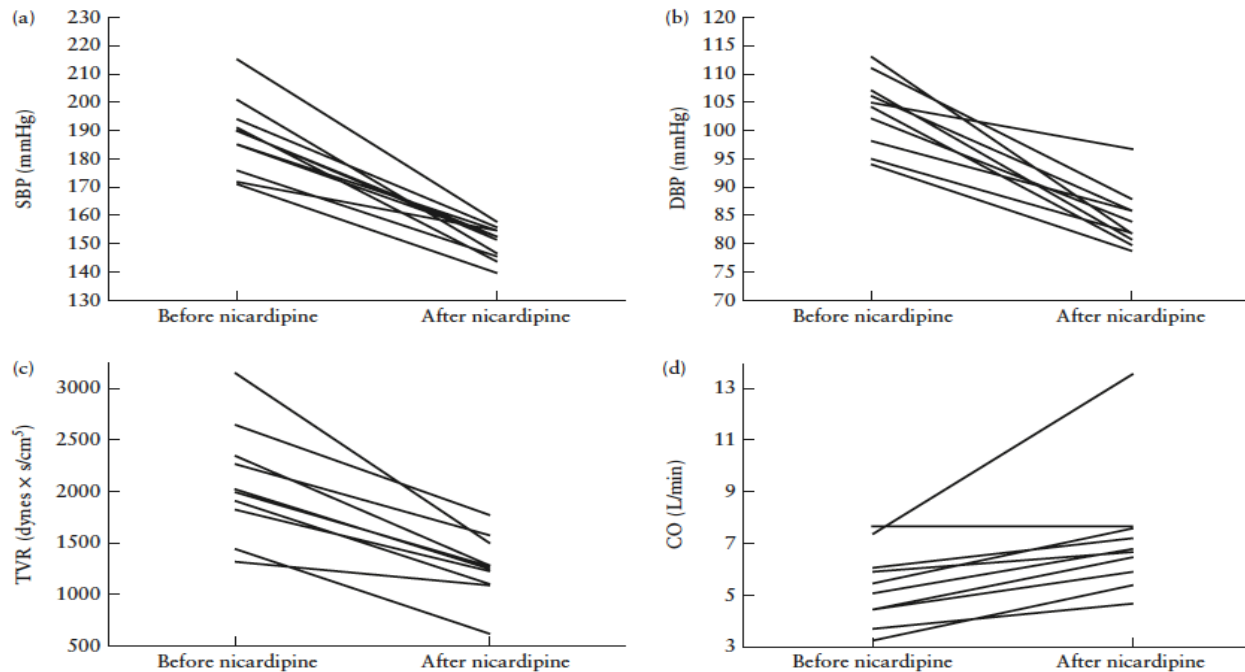 (a)
230
220
210
200
190
180
170
160
150
140
130
SBP (mmHg)
Before nicardipine
After nicardipine
(b)
120
115
110
105
100
95
90
85
80
75
70
DBP (mmHg)
Before nicardipine
After nicardipine
(c)
3000
2500
2000
1500
1000
500
TVR (dynes × s/cm⁵)
Before nicardipine
After nicardipine
(d)
13
11
9
7
5
3
CO (L/min)
Before nicardipine
After nicardipine